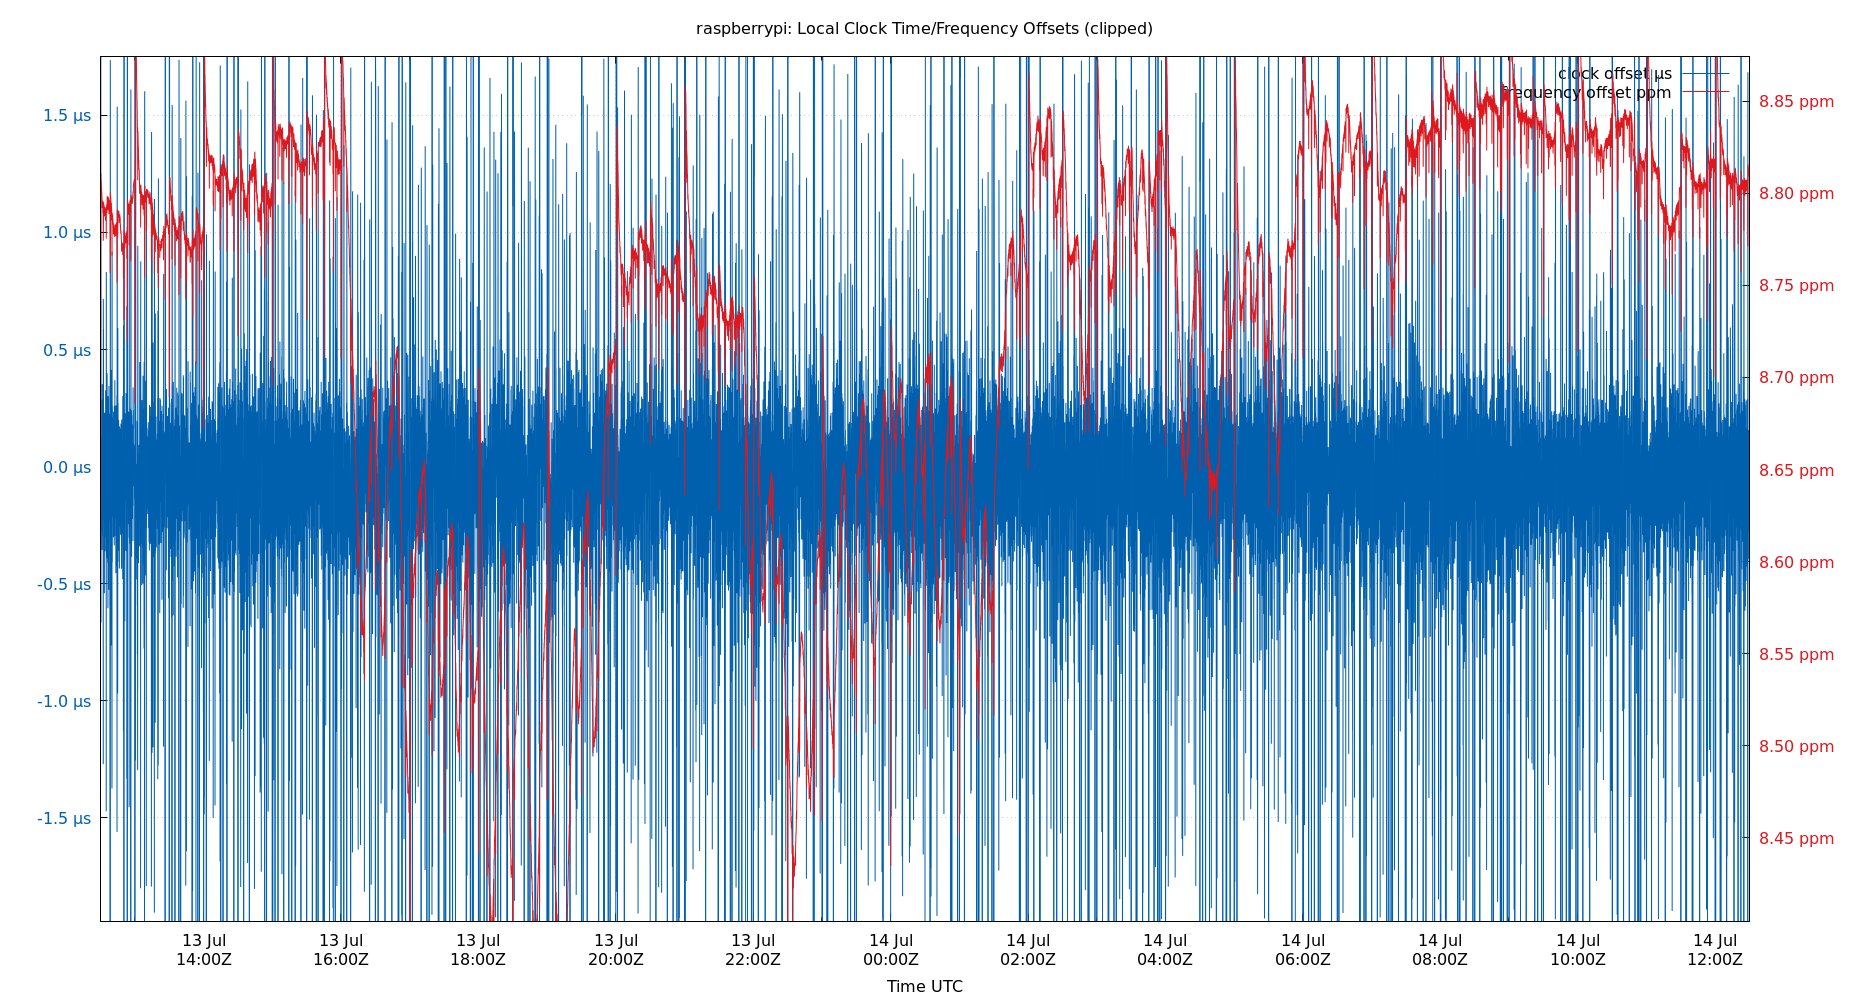 raspberrypi: Local Clock Time/Frequency Offsets (clipped)
clock offset µs
frequency offset ppm
1.5 µs
1.0 µs
0.5 µs
0.0 µs
-0.5 µs
-1.0 µs
-1.5 µs
8.85 ppm
8.80 ppm
8.75 ppm
8.70 ppm
8.65 ppm
8.60 ppm
8.55 ppm
8.50 ppm
8.45 ppm
13 Jul 13 Jul 13 Jul 13 Jul 13 Jul 14 Jul 14 Jul 14 Jul 14 Jul 14 Jul 14 Jul 14 Jul
14:00Z 16:00Z 18:00Z 20:00Z 22:00Z 00:00Z 02:00Z 04:00Z 06:00Z 08:00Z 10:00Z 12:00Z
Time UTC